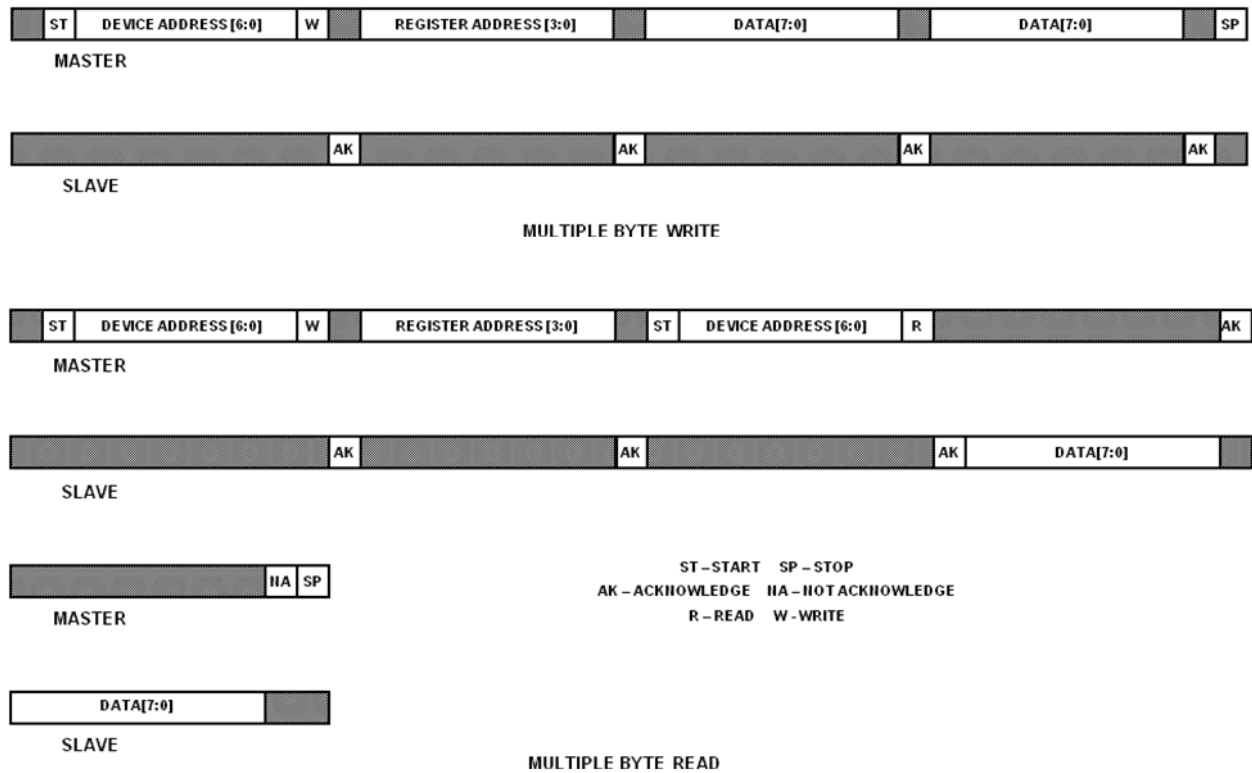 ST DEVICE ADDRESS [6:0] W REGISTER ADDRESS [3:0] DATA[7:0] DATA[7:0] SP
MASTER
AK AK AK AK
SLAVE
MULTIPLE BYTE WRITE
ST DEVICE ADDRESS [6:0] W REGISTER ADDRESS [3:0] ST DEVICE ADDRESS [6:0] R AK
MASTER
AK AK AK DATA[7:0]
SLAVE
NA SP
MASTER
ST – START SP – STOP
AK – ACKNOWLEDGE NA – NOT ACKNOWLEDGE
R – READ W - WRITE
DATA[7:0]
SLAVE
MULTIPLE BYTE READ